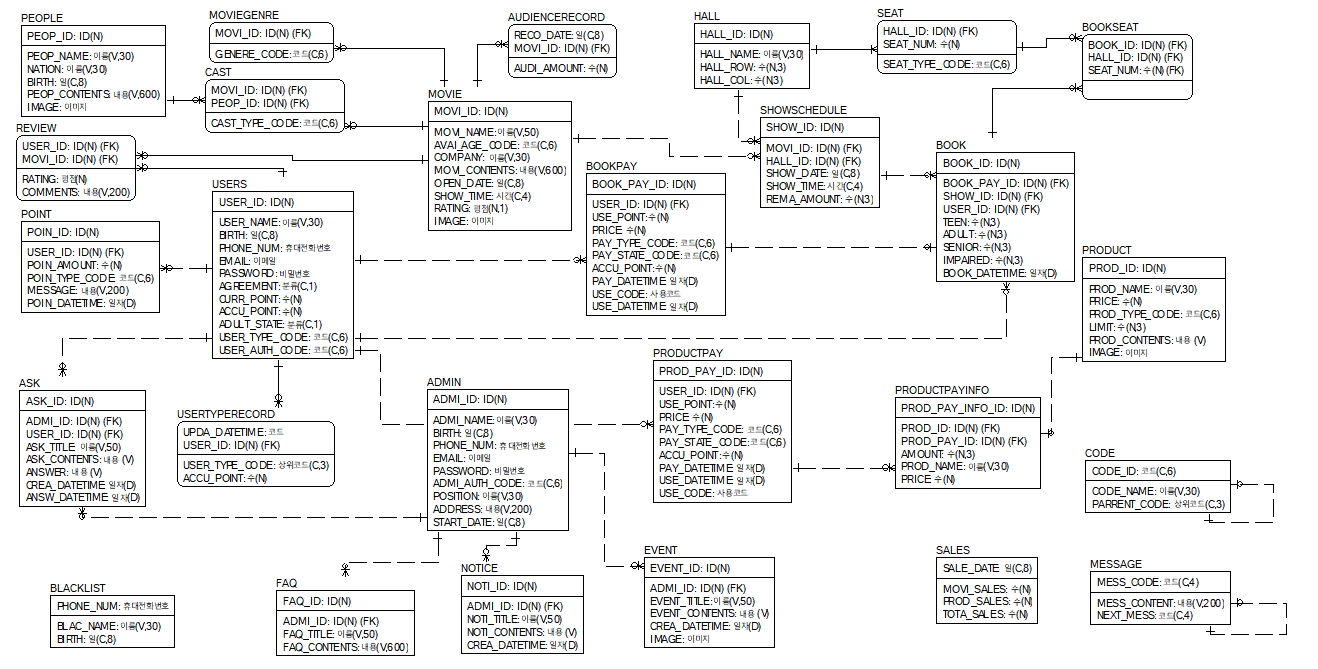 PEOPLE
PEOP_ID: ID(N)
PEOP_NAME: 이름(V,30)
NATION: 이름(V,30)
BIRTH: 일(C,8)
PEOP_CONTENTS: 내용(V,600)
IMAGE: 이미지
MOVIEGENRE
MOVI_ID: ID(N) (FK)
GENERE_CODE: 코드(C,6)
CAST
MOVI_ID: ID(N) (FK)
PEOP_ID: ID(N) (FK)
CAST_TYPE_CODE: 코드(C,6)
AUDIENCERECORD
RECO_DATE: 일(C,8)
MOVI_ID: ID(N) (FK)
AUDI_AMOUNT: 수(N)
HALL
HALL_ID: ID(N)
HALL_NAME: 이름(V,30)
HALL_ROW: 수(N,3)
HALL_COL: 수(N,3)
SEAT
HALL_ID: ID(N) (FK)
SEAT_NUM: 수(N)
SEAT_TYPE_CODE: 코드(C,6)
BOOKSEAT
BOOK_ID: ID(N) (FK)
HALL_ID: ID(N) (FK)
SEAT_NUM: 수(N) (FK)
REVIEW
USER_ID: ID(N) (FK)
MOVI_ID: ID(N) (FK)
RATING: 평점(N)
COMMENTS: 내용(V,200)
MOVIE
MOVI_ID: ID(N)
MOVI_NAME: 이름(V,50)
AVAI_AGE_CODE: 코드(C,6)
COMPANY: 이름(V,30)
MOVI_CONTENTS: 내용(V,600)
OPEN_DATE: 일(C,8)
SHOW_TIME: 시간(C,4)
RATING: 평점(N,1)
IMAGE: 이미지
SHOWSCHEDULE
SHOW_ID: ID(N)
MOVI_ID: ID(N) (FK)
HALL_ID: ID(N) (FK)
SHOW_DATE: 일(C,8)
SHOW_TIME: 시간(C,4)
REMA_AMOUNT: 수(N,3)
BOOK
BOOK_ID: ID(N)
BOOK_PAY_ID: ID(N) (FK)
SHOW_ID: ID(N) (FK)
USER_ID: ID(N) (FK)
TEEN: 수(N,3)
ADULT: 수(N,3)
SENIOR: 수(N,3)
IMPAIRED: 수(N,3)
BOOK_DATETIME: 일자(D)
BOOKPAY
BOOK_PAY_ID: ID(N)
USER_ID: ID(N) (FK)
USE_POINT: 수(N)
PRICE: 수(N)
PAY_TYPE_CODE: 코드(C,6)
PAY_STATE_CODE: 코드(C,6)
ACCU_POINT: 수(N)
PAY_DATETIME: 일자(D)
USE_CODE: 사용코드
USE_DATETIME: 일자(D)
USERS
USER_ID: ID(N)
USER_NAME: 이름(V,30)
BIRTH: 일(C,8)
PHONE_NUM: 휴대전화번호
EMAIL: 이메일
PASSWORD: 비밀번호
AGREEMENT: 분류(C,1)
CURR_POINT: 수(N)
ACCU_POINT: 수(N)
ADULT_STATE: 분류(C,1)
USER_TYPE_CODE: 코드(C,6)
USER_AUTH_CODE: 코드(C,6)
POINT
POIN_ID: ID(N)
USER_ID: ID(N) (FK)
POIN_AMOUNT: 수(N)
POIN_TYPE_CODE: 코드(C,6)
MESSAGE: 내용(V,200)
POIN_DATETIME: 일자(D)
PRODUCT
PROD_ID: ID(N)
PROD_NAME: 이름(V,30)
PRICE: 수(N)
PROD_TYPE_CODE: 코드(C,6)
LIMIT: 수(N,3)
PROD_CONTENTS: 내용 (V)
IMAGE: 이미지
ASK
ASK_ID: ID(N)
ADMI_ID: ID(N) (FK)
USER_ID: ID(N) (FK)
ASK_TITLE: 이름(V,50)
ASK_CONTENTS: 내용 (V)
ANSWER: 내용 (V)
CREA_DATETIME: 일자(D)
ANSW_DATETIME: 일자(D)
USERTYPERECORD
UPDA_DATETIME: 코드
USER_ID: ID(N) (FK)
USER_TYPE_CODE: 상위코드(C,3)
ACCU_POINT: 수(N)
ADMIN
ADMI_ID: ID(N)
ADMI_NAME: 이름(V,30)
BIRTH: 일(C,8)
PHONE_NUM: 휴대전화번호
EMAIL: 이메일
PASSWORD: 비밀번호
ADMI_AUTH_CODE: 코드(C,6)
POSITION: 이름(V,30)
ADDRESS: 내용(V,200)
START_DATE: 일(C,8)
PRODUCTPAY
PROD_PAY_ID: ID(N)
USER_ID: ID(N) (FK)
USE_POINT: 수(N)
PRICE: 수(N)
PAY_TYPE_CODE: 코드(C,6)
PAY_STATE_CODE: 코드(C,6)
ACCU_POINT: 수(N)
PAY_DATETIME: 일자(D)
USE_DATETIME: 일자(D)
USE_CODE: 사용코드
PRODUCTPAYINFO
PROD_PAY_INFO_ID: ID(N)
PROD_ID: ID(N) (FK)
PROD_PAY_ID: ID(N) (FK)
AMOUNT: 수(N,3)
PROD_NAME: 이름(V,30)
PRICE: 수(N)
CODE
CODE_ID: 코드(C,6)
CODE_NAME: 이름(V,30)
PARRENT_CODE: 상위코드(C,3)
BLACKLIST
PHONE_NUM: 휴대전화번호
BLAC_NAME: 이름(V,30)
BIRTH: 일(C,8)
FAQ
FAQ_ID: ID(N)
ADMI_ID: ID(N) (FK)
FAQ_TITLE: 이름(V,50)
FAQ_CONTENTS: 내용(V,600)
NOTICE
NOTI_ID: ID(N)
ADMI_ID: ID(N) (FK)
NOTI_TITLE: 이름(V,50)
NOTI_CONTENTS: 내용 (V)
CREA_DATETIME: 일자(D)
EVENT
EVENT_ID: ID(N)
ADMI_ID: ID(N) (FK)
EVENT_TITLE: 이름(V,50)
EVENT_CONTENTS: 내용 (V)
CREA_DATETIME: 일자(D)
IMAGE: 이미지
SALES
SALE_DATE: 일(C,8)
MOVI_SALES: 수(N)
PROD_SALES: 수(N)
TOTA_SALES: 수(N)
MESSAGE
MESS_CODE: 코드(C,4)
MESS_CONTENT: 내용(V,200)
NEXT_MESS: 코드(C,4)